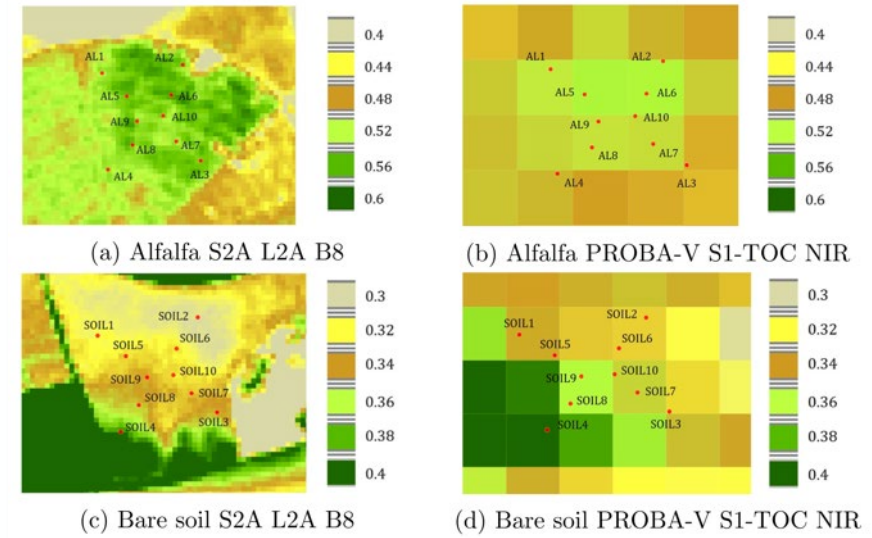 AL1
AL2
AL5
AL6
AL9
AL10
AL8
AL7
AL4
AL3
0.4
0.44
0.48
0.52
0.56
0.6
AL1
AL2
AL5
AL6
AL9
AL10
AL8
AL7
AL4
AL3
0.4
0.44
0.48
0.52
0.56
0.6
(a) Alfalfa S2A L2A B8
(b) Alfalfa PROBA-V S1-TOC NIR
SOIL1
SOIL2
SOIL5
SOIL6
SOIL9
SOIL10
SOIL8
SOIL7
SOIL4
SOIL3
0.3
0.32
0.34
0.36
0.38
0.4
SOIL1
SOIL2
SOIL5
SOIL6
SOIL9
SOIL10
SOIL8
SOIL7
SOIL4
SOIL3
0.3
0.32
0.34
0.36
0.38
0.4
(c) Bare soil S2A L2A B8
(d) Bare soil PROBA-V S1-TOC NIR